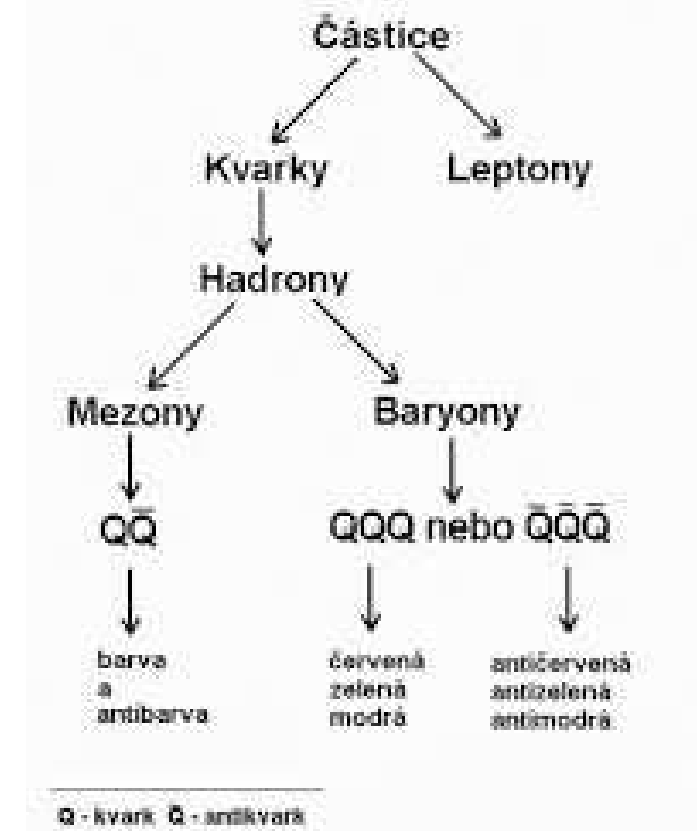 Částice
Kvarky Leptony
Hadrony
Mezony Baryony
QQ̅ QQQ nebo Q̅Q̅Q̅
barva červená antičervená
a zelená antizelená
antibarva modrá antimodrá
Q - kvark Q̅ - antikvark